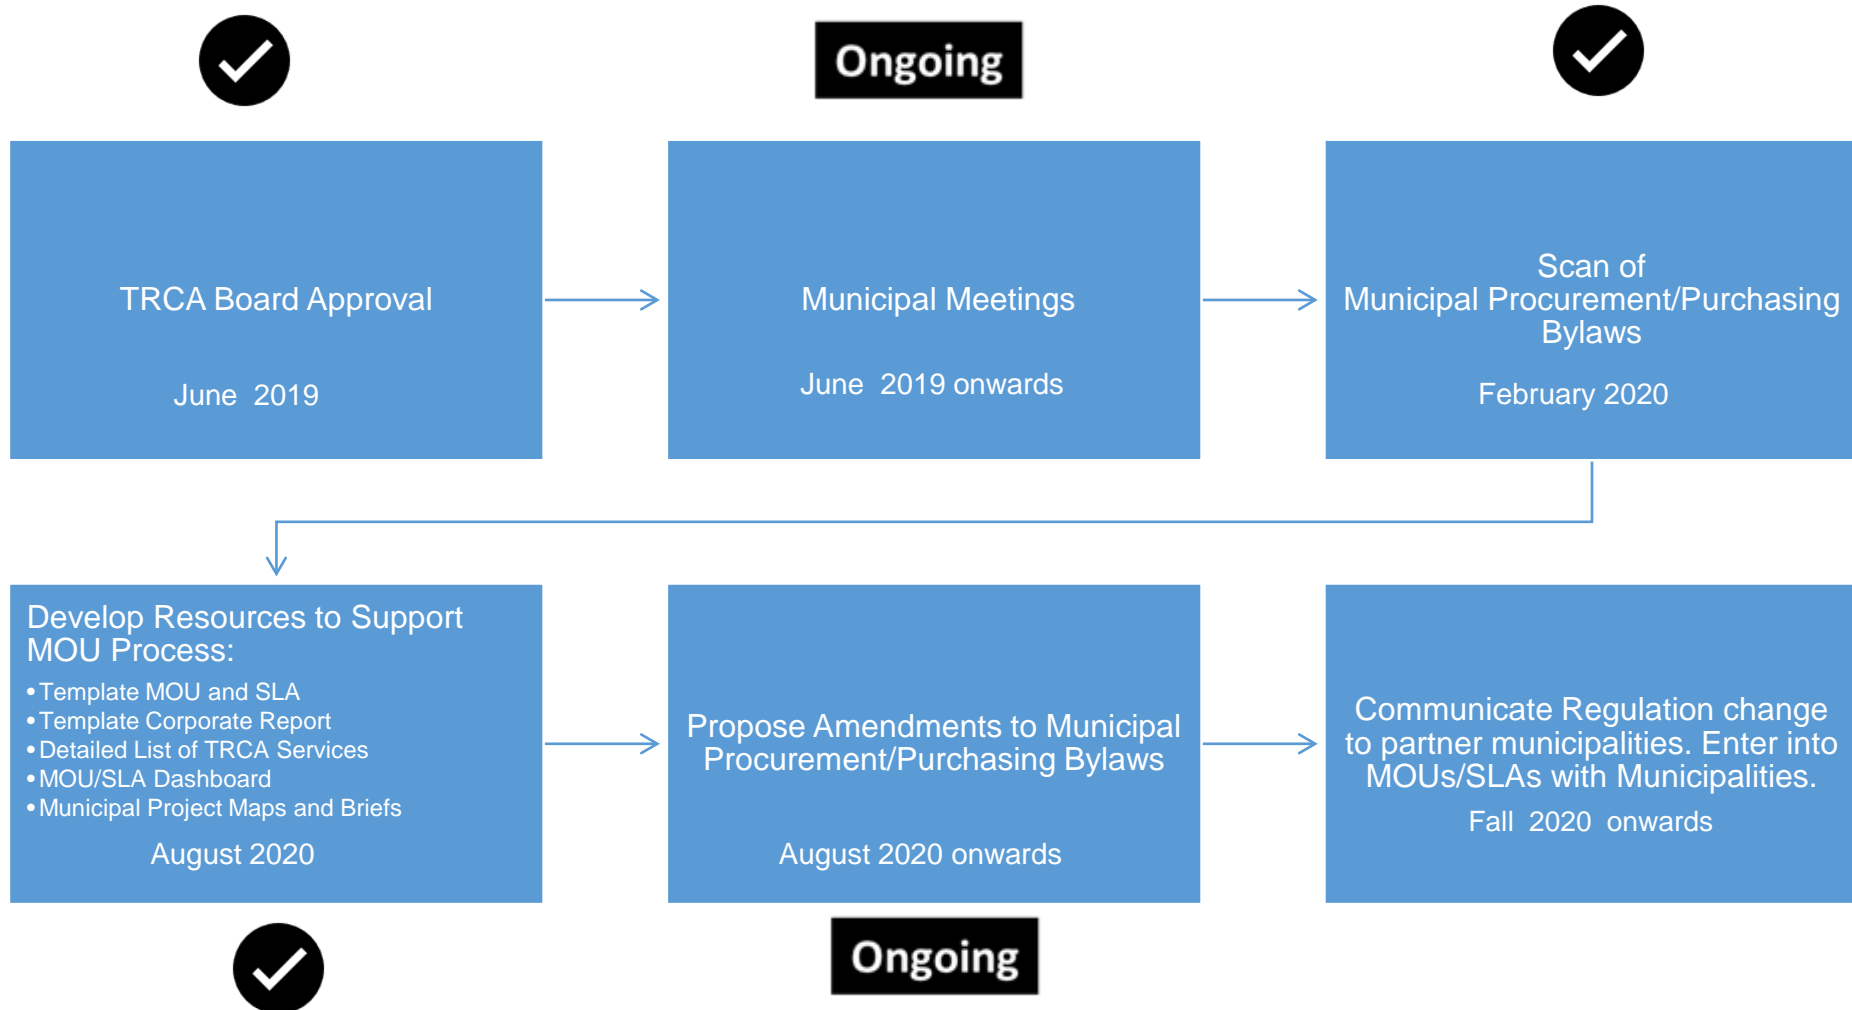 Ongoing
TRCA Board Approval
June 2019
Municipal Meetings
June 2019 onwards
Scan of
Municipal Procurement/Purchasing
Bylaws
February 2020
Develop Resources to Support
MOU Process:
• Template MOU and SLA
• Template Corporate Report
• Detailed List of TRCA Services
• MOU/SLA Dashboard
• Municipal Project Maps and Briefs
August 2020
Propose Amendments to Municipal
Procurement/Purchasing Bylaws
August 2020 onwards
Communicate Regulation change
to partner municipalities. Enter into
MOUs/SLAs with Municipalities.
Fall 2020 onwards
Ongoing